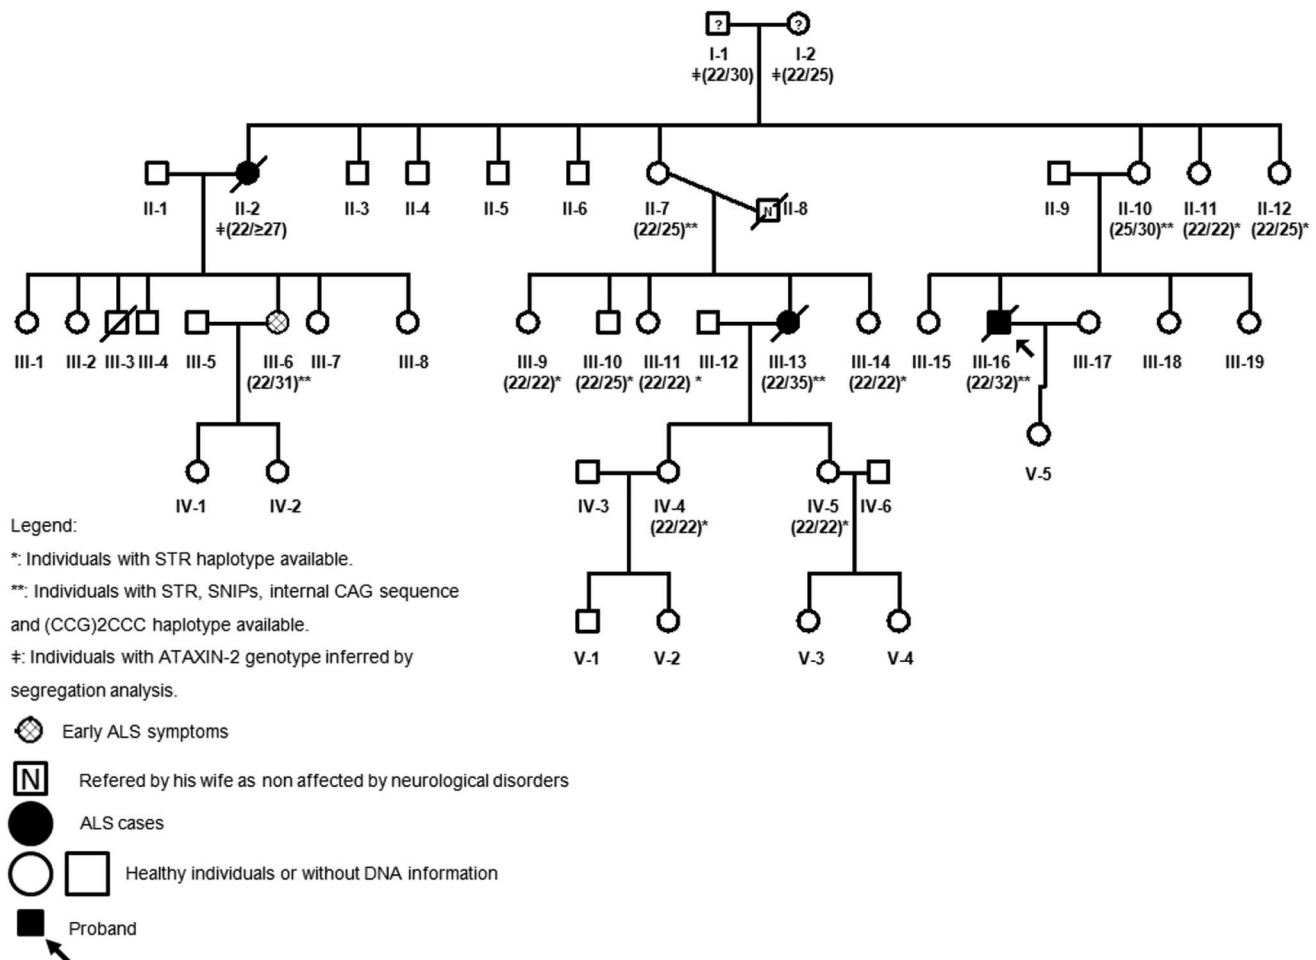 ? ?
I-1 I-2
ǂ(22/30) ǂ(22/25)
N
II-1 II-2 II-3 II-4 II-5 II-6 II-7 II-8 II-9 II-10 II-11 II-12
ǂ(22/≥27) (22/25)** (25/30)** (22/22)* (22/25)*
III-1 III-2 III-3 III-4 III-5 III-6 III-7 III-8 III-9 III-10 III-11 III-12 III-13 III-14 III-15 III-16 III-17 III-18 III-19
(22/31)** (22/22)* (22/25)* (22/22) * (22/35)** (22/22)* (22/32)**
V-5
IV-1 IV-2 IV-3 IV-4 IV-5 IV-6
(22/22)* (22/22)*
V-1 V-2 V-3 V-4
Legend:
*: Individuals with STR haplotype available.
**: Individuals with STR, SNIPs, internal CAG sequence
and (CCG)2CCC haplotype available.
ǂ: Individuals with ATAXIN-2 genotype inferred by
segregation analysis.
Early ALS symptoms
N Refered by his wife as non affected by neurological disorders
ALS cases
Healthy individuals or without DNA information
Proband